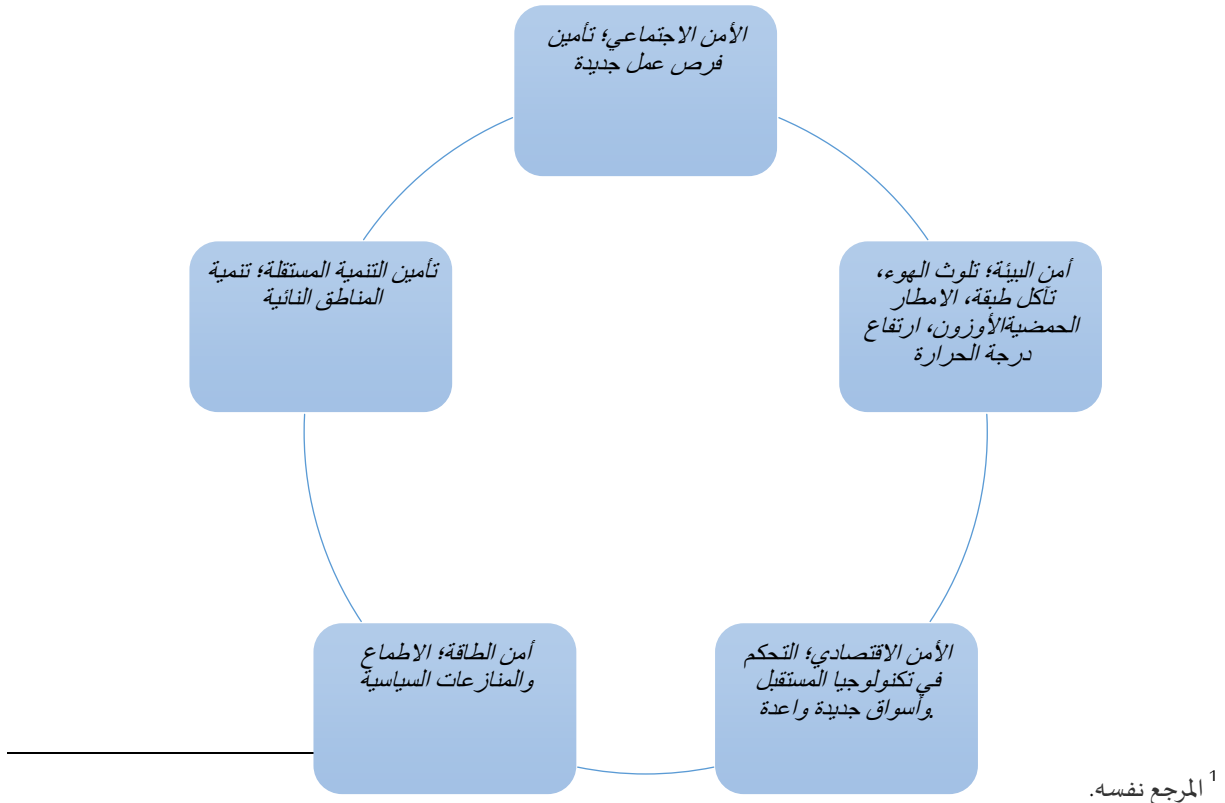 الأمن الاجتماعي؛ تأمين
فرص عمل جديدة
أمن البيئة؛ تلوث الهوء،
تآكل طبقة، الامطار
الحمضيةالأوزون، ارتفاع
درجة الحرارة
تأمين التنمية المستقلة؛ تنمية
المناطق النائية
الأمن الاقتصادي؛ التحكم
في تكنولوجيا المستقبل
وأسواق جديدة واعدة.
أمن الطاقة؛ الاطماع
والمنازعات السياسية
1 المرجع نفسه.